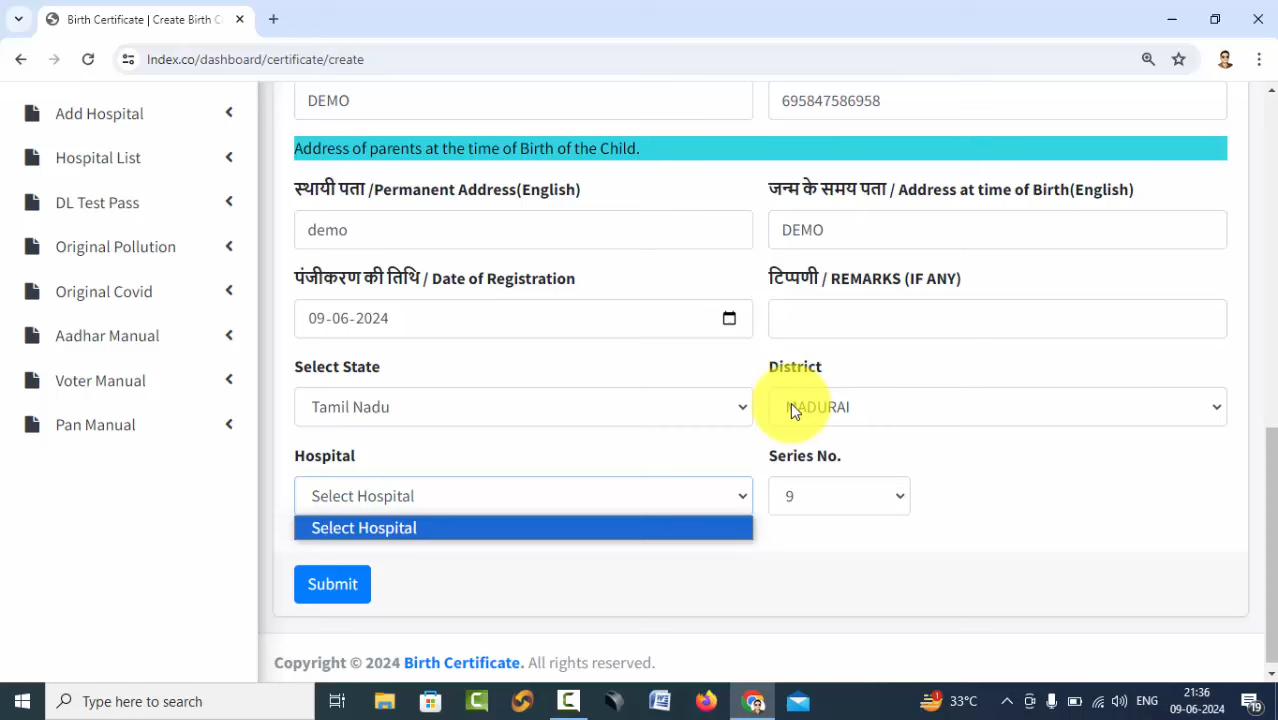 Birth Certificate | Create Birth C
Index.co/dashboard/certificate/create
Add Hospital
Hospital List
DL Test Pass
Original Pollution
Original Covid
Aadhar Manual
Voter Manual
Pan Manual
DEMO
695847586958
Address of parents at the time of Birth of the Child.
स्थायी पता /Permanent Address(English)
जन्म के समय पता / Address at time of Birth(English)
demo
DEMO
पंजीकरण की तिथि / Date of Registration
टिप्पणी / REMARKS (IF ANY)
09-06-2024
Select State
District
Tamil Nadu
MADURAI
Hospital
Series No.
Select Hospital
9
Select Hospital
Submit
Copyright © 2024 Birth Certificate. All rights reserved.
Type here to search
33°C
ENG
21:36
09-06-2024
19